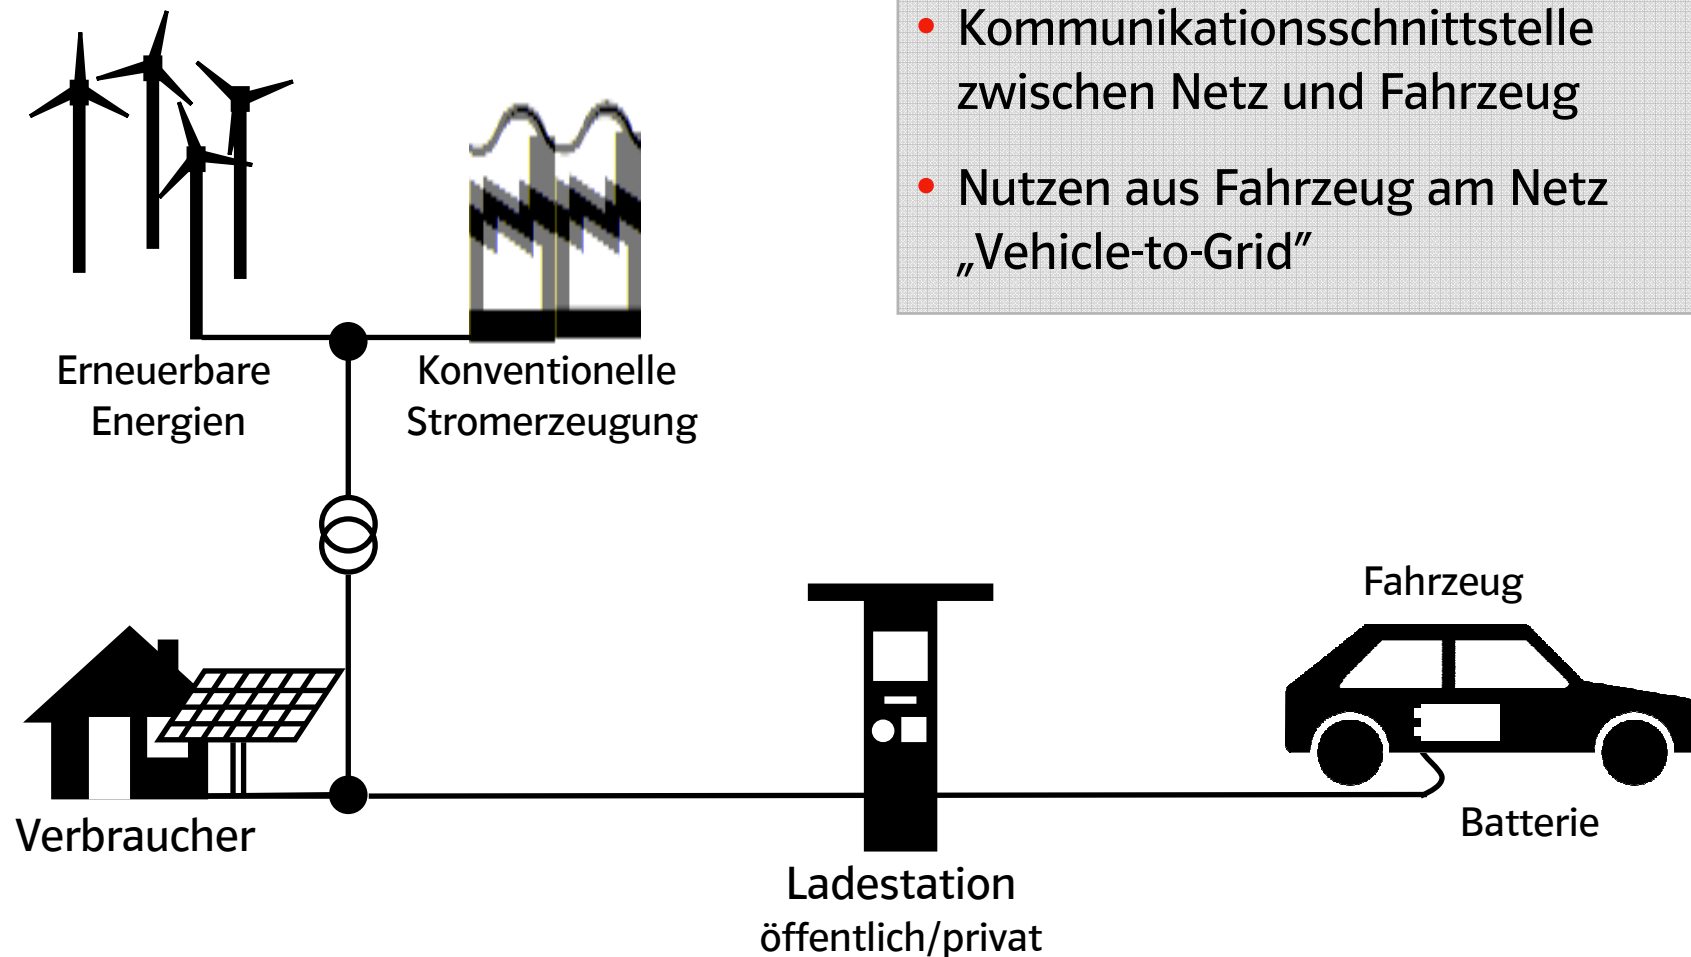 • Kommunikationsschnittstelle
zwischen Netz und Fahrzeug
• Nutzen aus Fahrzeug am Netz
„Vehicle-to-Grid”
Erneuerbare
Energien
Konventionelle
Stromerzeugung
Fahrzeug
Batterie
Verbraucher
Ladestation
öffentlich/privat